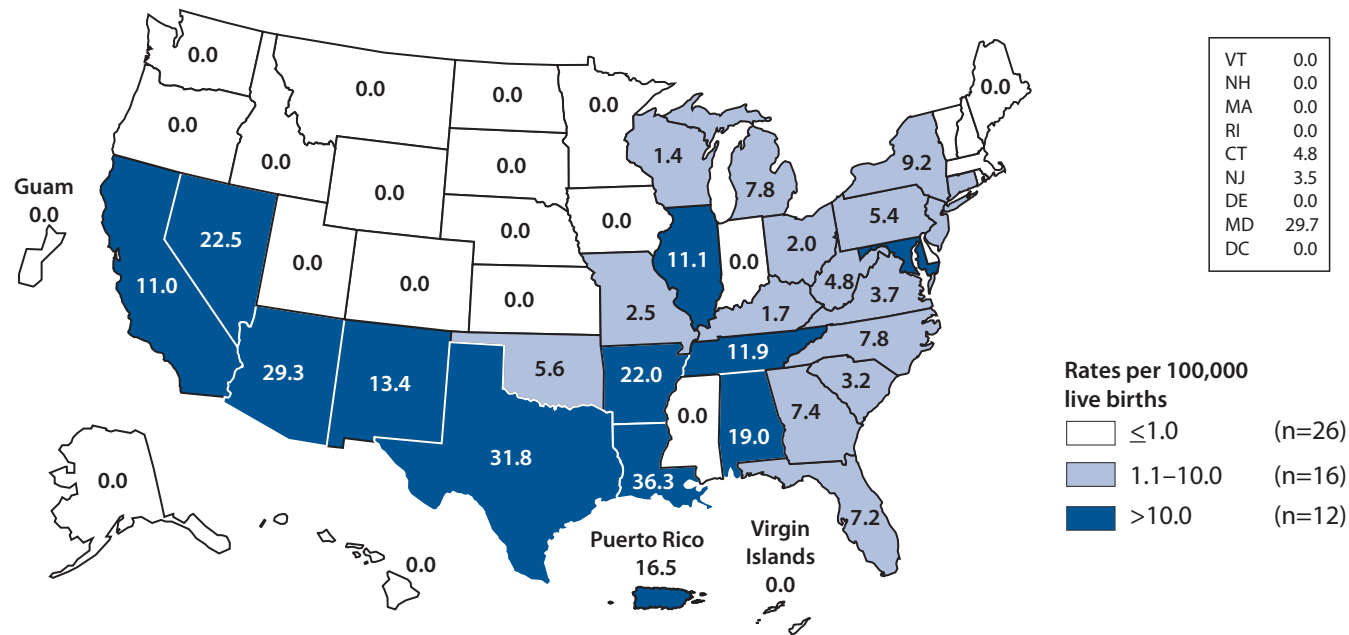 0.0
0.0
0.0
0.0
0.0
0.0
0.0
0.0
0.0
0.0
0.0
0.0
0.0
0.0
1.4
7.8
9.2
5.4
2.0
0.0
11.1
4.8
3.7
1.7
2.5
7.8
11.9
3.2
7.4
19.0
0.0
22.0
5.6
36.3
31.8
13.4
29.3
22.5
11.0
7.2
0.0
0.0
Guam
0.0
Puerto Rico
16.5
Virgin
Islands
0.0
VT 0.0
NH 0.0
MA 0.0
RI 0.0
CT 4.8
NJ 3.5
DE 0.0
MD 29.7
DC 0.0
Rates per 100,000
live births
≤1.0 (n=26)
1.1–10.0 (n=16)
>10.0 (n=12)